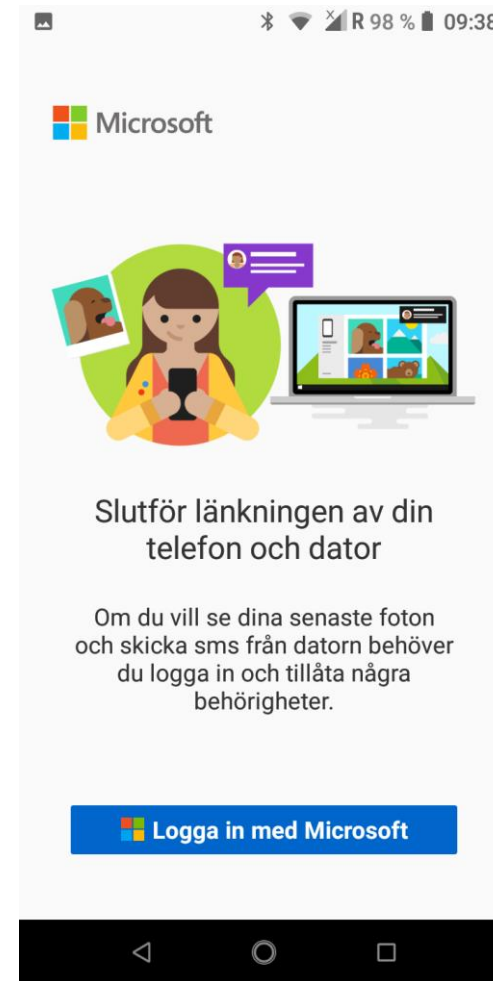 R 98 % 09:38
Microsoft
Slutför länkningen av din
telefon och dator
Om du vill se dina senaste foton
och skicka sms från datorn behöver
du logga in och tillåta några
behörigheter.
Logga in med Microsoft